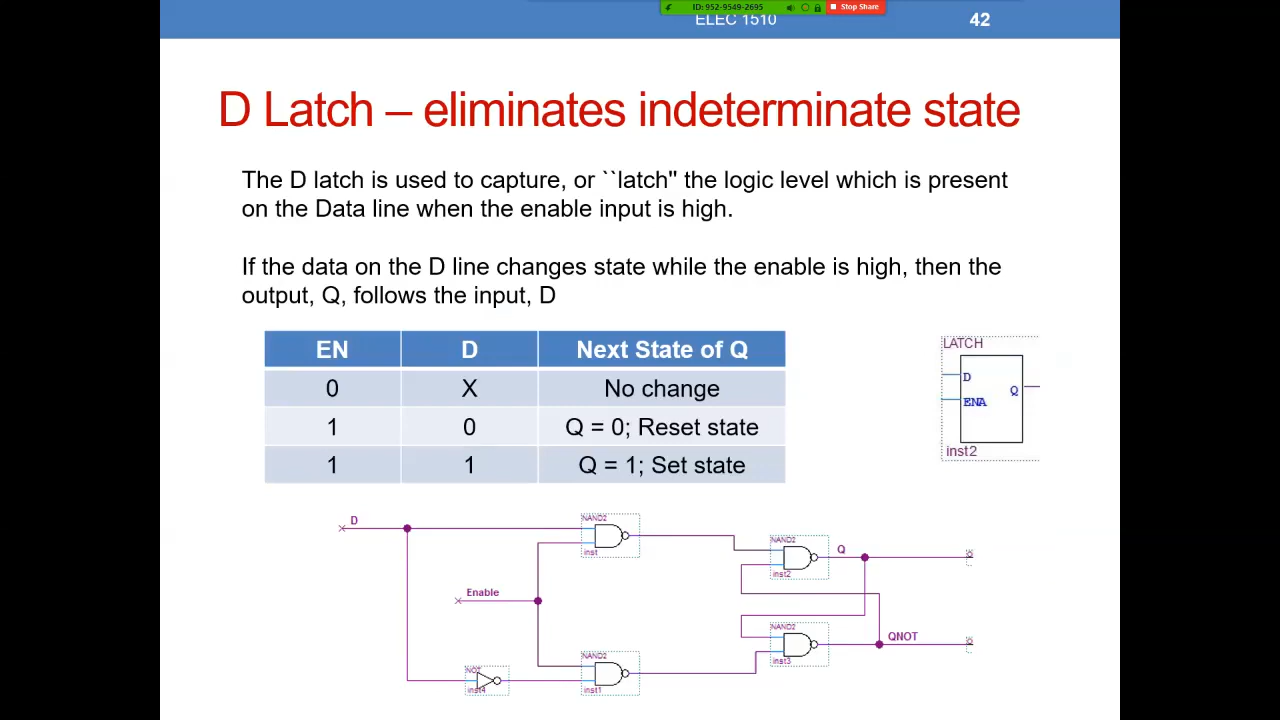 ID: 952-9549-2695 Stop Share
ELEC 1510 42
D Latch – eliminates indeterminate state
The D latch is used to capture, or ``latch'' the logic level which is present
on the Data line when the enable input is high.
If the data on the D line changes state while the enable is high, then the
output, Q, follows the input, D
EN D Next State of Q
0 X No change
1 0 Q = 0; Reset state
1 1 Q = 1; Set state
LATCH
D
Q
ENA
inst2
D
NAND2
inst
NAND2
Q
inst2
Enable
NAND2
QNOT
inst3
NAND2
inst1
NOT
inst4